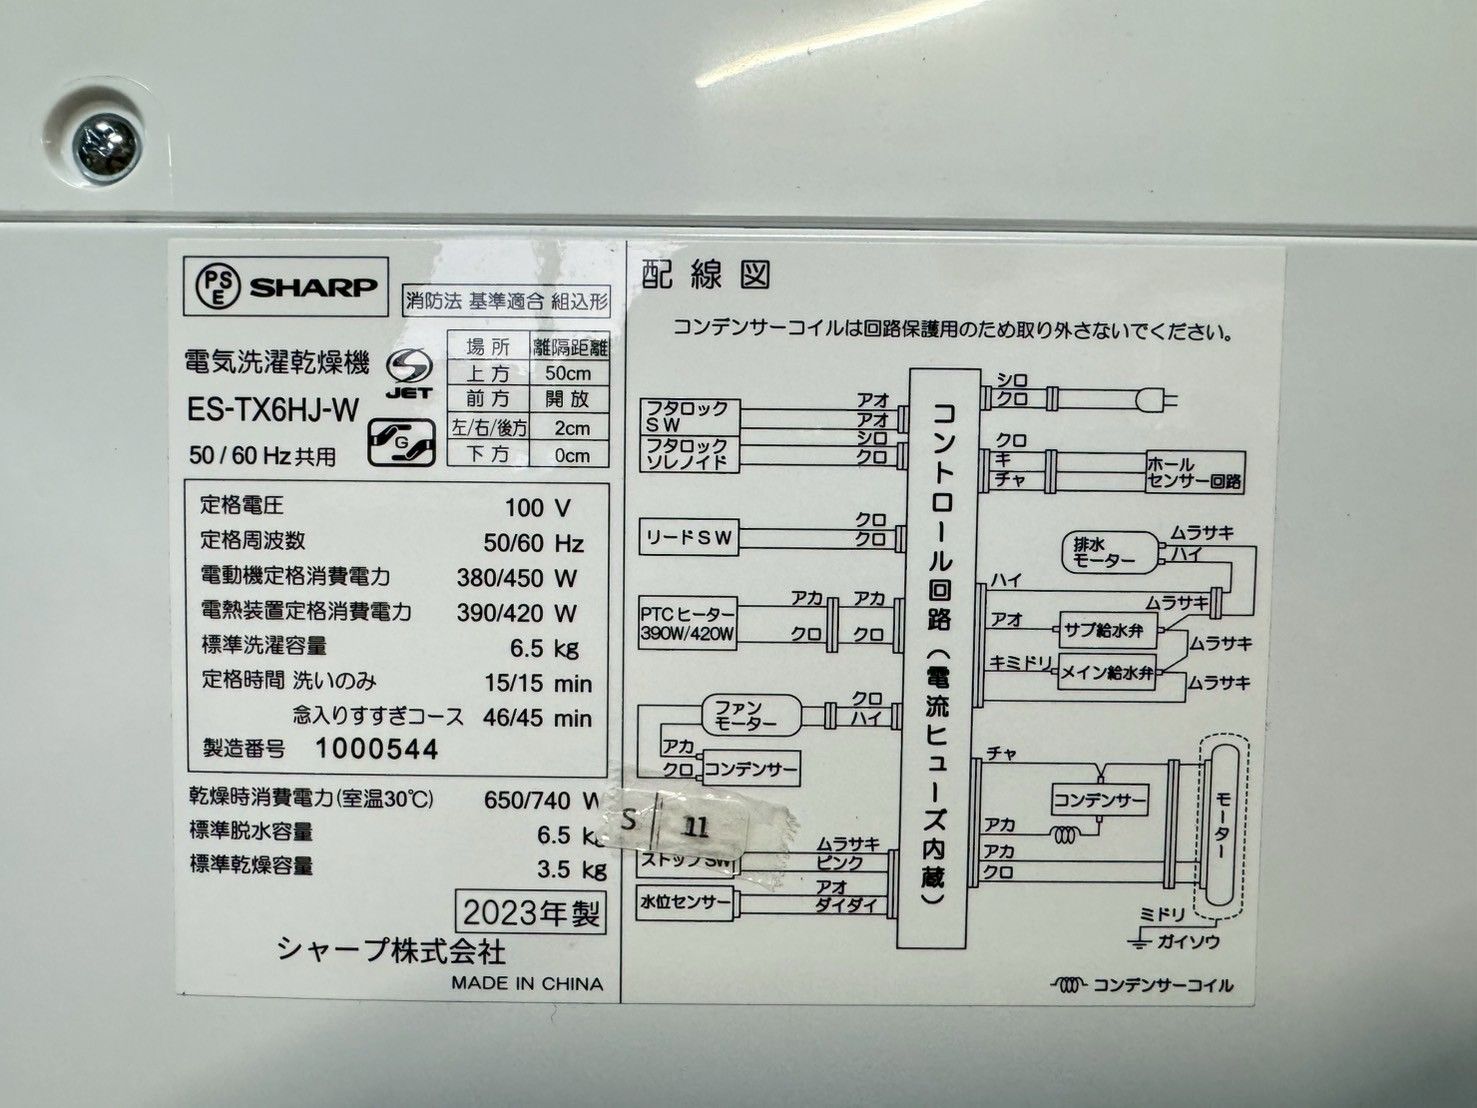 PSE SHARP
消防法 基準適合 組込形
電気洗濯乾燥機
S JET
ES-TX6HJ-W
G
50/60 Hz共用
場所 離隔距離
上方 50cm
前方 開放
左/右/後方 2cm
下方 0cm
定格電圧 100 V
定格周波数 50/60 Hz
電動機定格消費電力 380/450 W
電熱装置定格消費電力 390/420 W
標準洗濯容量 6.5 kg
定格時間 洗いのみ 15/15 min
念入りすすぎコース 46/45 min
製造番号 1000544
乾燥時消費電力(室温30℃) 650/740 W
標準脱水容量 6.5 kg
標準乾燥容量 3.5 kg
2023年製
シャープ株式会社
MADE IN CHINA
S 11
配線図
コンデンサーコイルは回路保護用のため取り外さないでください。
フタロック
SW
アオ
アオ
フタロック
ソレノイド
シロ
クロ
リードSW
クロ
クロ
PTCヒーター
390W/420W
アカ アカ
クロ クロ
ファン
モーター
クロ
ハイ
アカ
クロ
コンデンサー
ストップSW
ムラサキ
ピンク
水位センサー
アオ
ダイダイ
コントロール回路(電流ヒューズ内蔵)
シロ
クロ
クロ
キ
チャ
ホール
センサー回路
排水
モーター
ムラサキ
ハイ
ハイ
ムラサキ
アオ
サブ給水弁
ムラサキ
キミドリ
メイン給水弁
ムラサキ
チャ
コンデンサー
アカ
アカ
クロ
モーター
ミドリ
ガイソウ
コンデンサーコイル